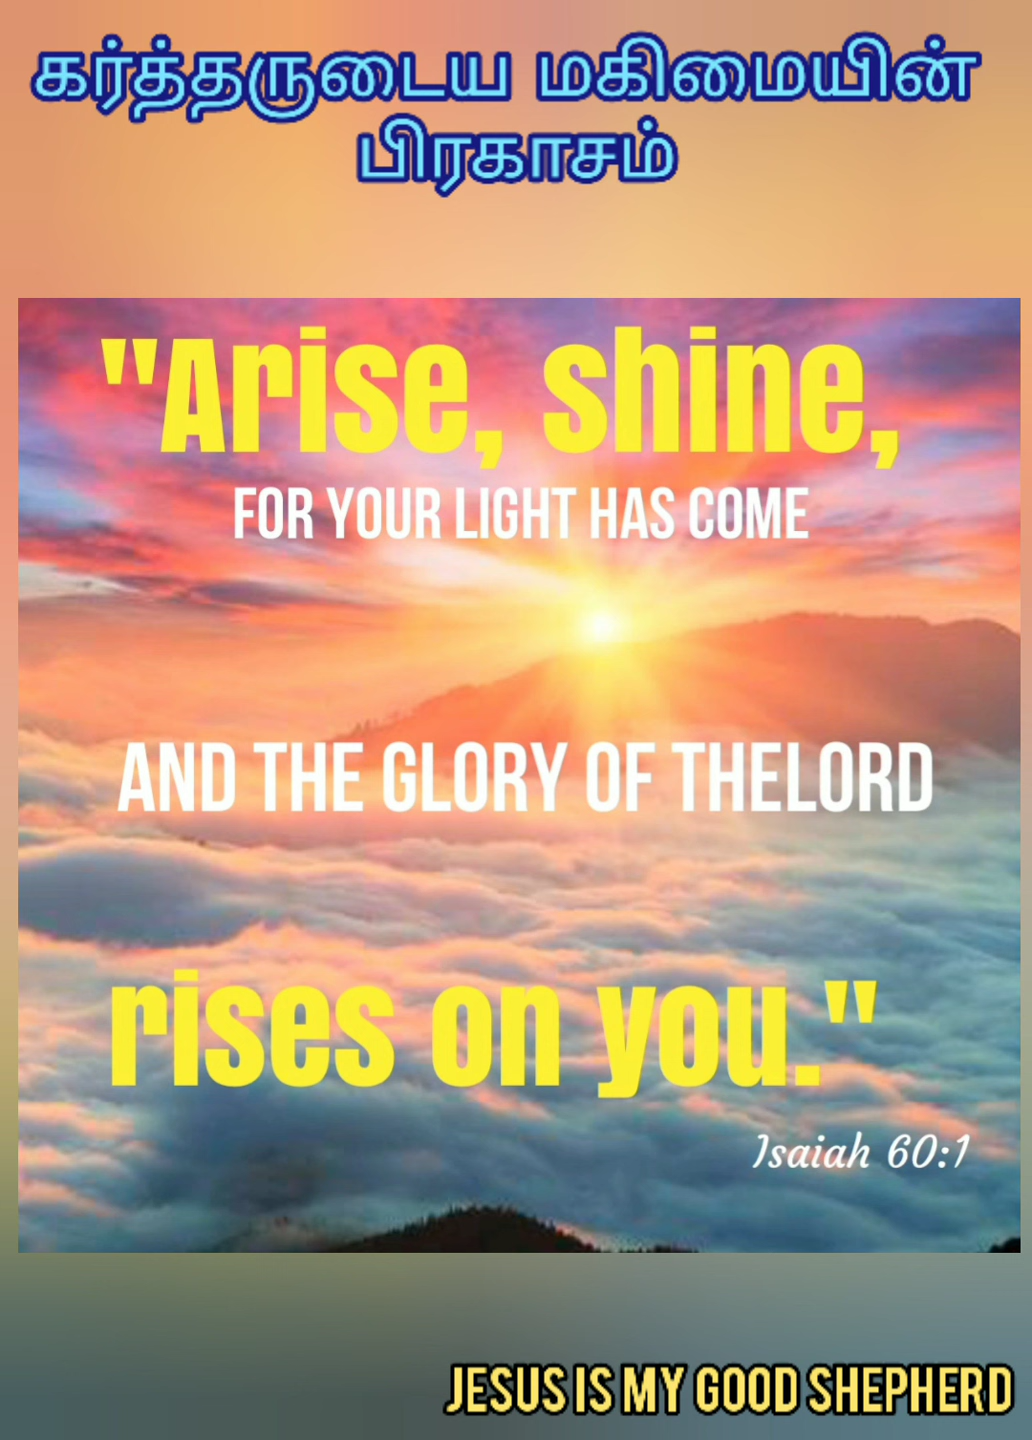 கர்த்தருடைய மகிமையின்
பிரகாசம்
"Arise, shine,
FOR YOUR LIGHT HAS COME
AND THE GLORY OF THELORD
rises on you."
Isaiah 60:1
JESUS IS MY GOOD SHEPHERD